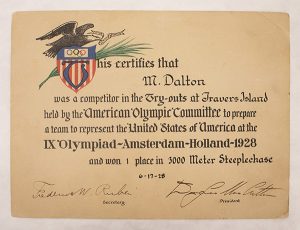 This certifies that
M. Dalton
was a competitor in the Try-outs at Travers Island
held by the American Olympic Committee to prepare
a team to represent the United States of America at the
IX Olympiad-Amsterdam-Holland-1928
and won 1 place in 3000 Meter Steeplechase
6-17-28
Secretary President